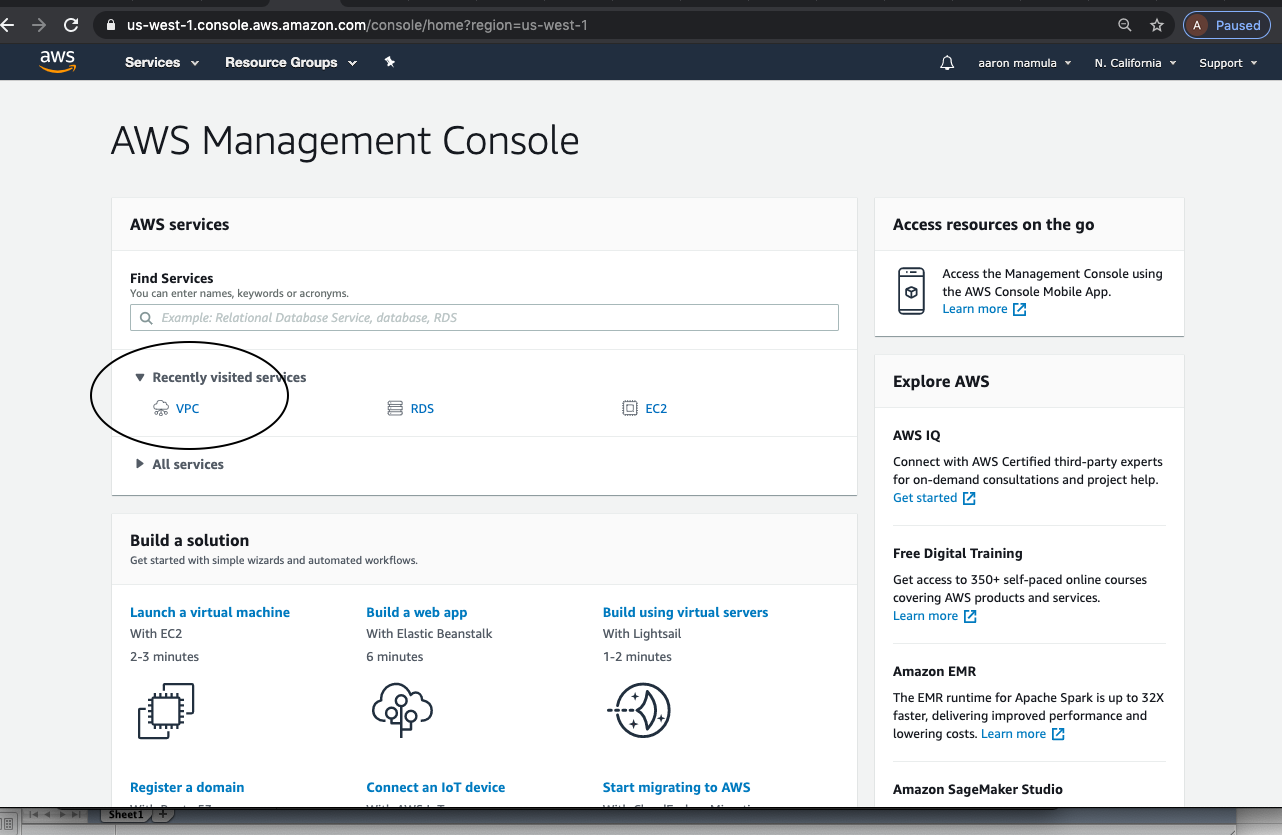 us-west-1.console.aws.amazon.com/console/home?region=us-west-1
A Paused
aws
Services
Resource Groups
aaron mamula
N. California
Support
AWS Management Console
AWS services
Find Services
You can enter names, keywords or acronyms.
Example: Relational Database Service, database, RDS
Recently visited services
VPC
RDS
EC2
All services
Build a solution
Get started with simple wizards and automated workflows.
Launch a virtual machine
With EC2
2-3 minutes
Build a web app
With Elastic Beanstalk
6 minutes
Build using virtual servers
With Lightsail
1-2 minutes
Register a domain
Connect an IoT device
Start migrating to AWS
Access resources on the go
Access the Management Console using
the AWS Console Mobile App.
Learn more
Explore AWS
AWS IQ
Connect with AWS Certified third-party experts
for on-demand consultations and project help.
Get started
Free Digital Training
Get access to 350+ self-paced online courses
covering AWS products and services.
Learn more
Amazon EMR
The EMR runtime for Apache Spark is up to 32X
faster, delivering improved performance and
lowering costs. Learn more
Amazon SageMaker Studio
Sheet1